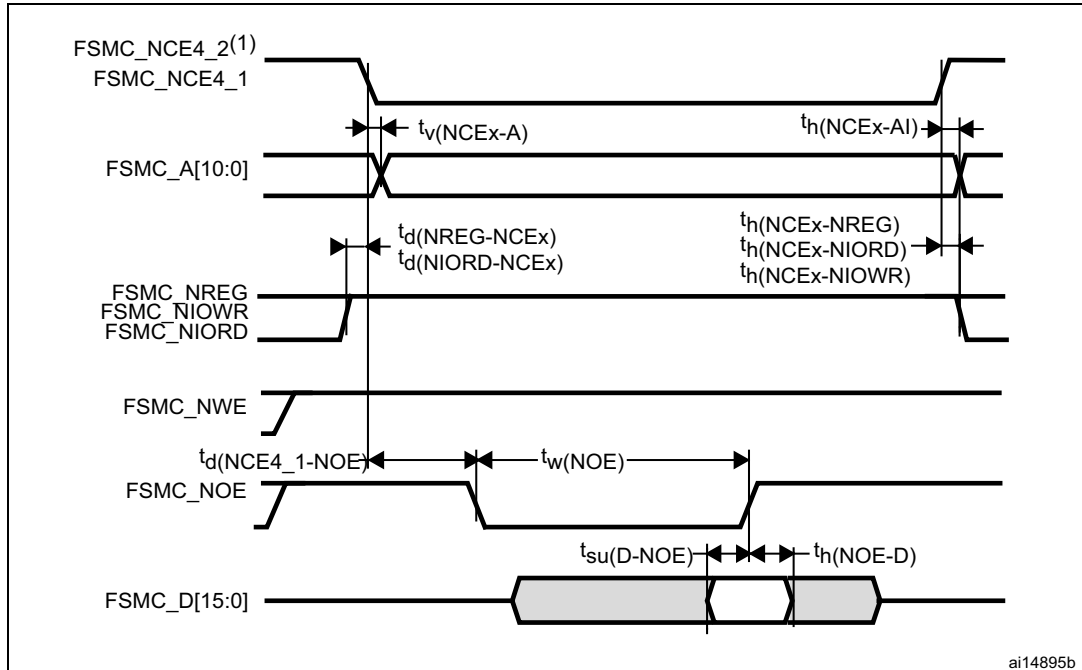 FSMC_NCE4_2(1)
FSMC_NCE4_1
tv(NCEx-A)
th(NCEx-AI)
FSMC_A[10:0]
td(NREG-NCEx)
td(NIORD-NCEx)
th(NCEx-NREG)
th(NCEx-NIORD)
th(NCEx-NIOWR)
FSMC_NREG
FSMC_NIOWR
FSMC_NIORD
FSMC_NWE
td(NCE4_1-NOE)
tw(NOE)
FSMC_NOE
tsu(D-NOE)
th(NOE-D)
FSMC_D[15:0]
ai14895b